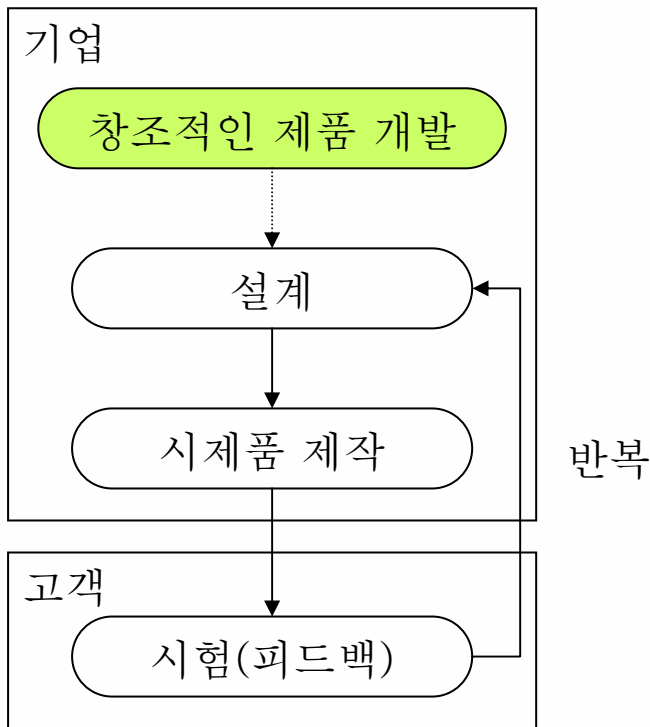 기업
창조적인 제품 개발
설계
시제품 제작
반복
고객
시험(피드백)